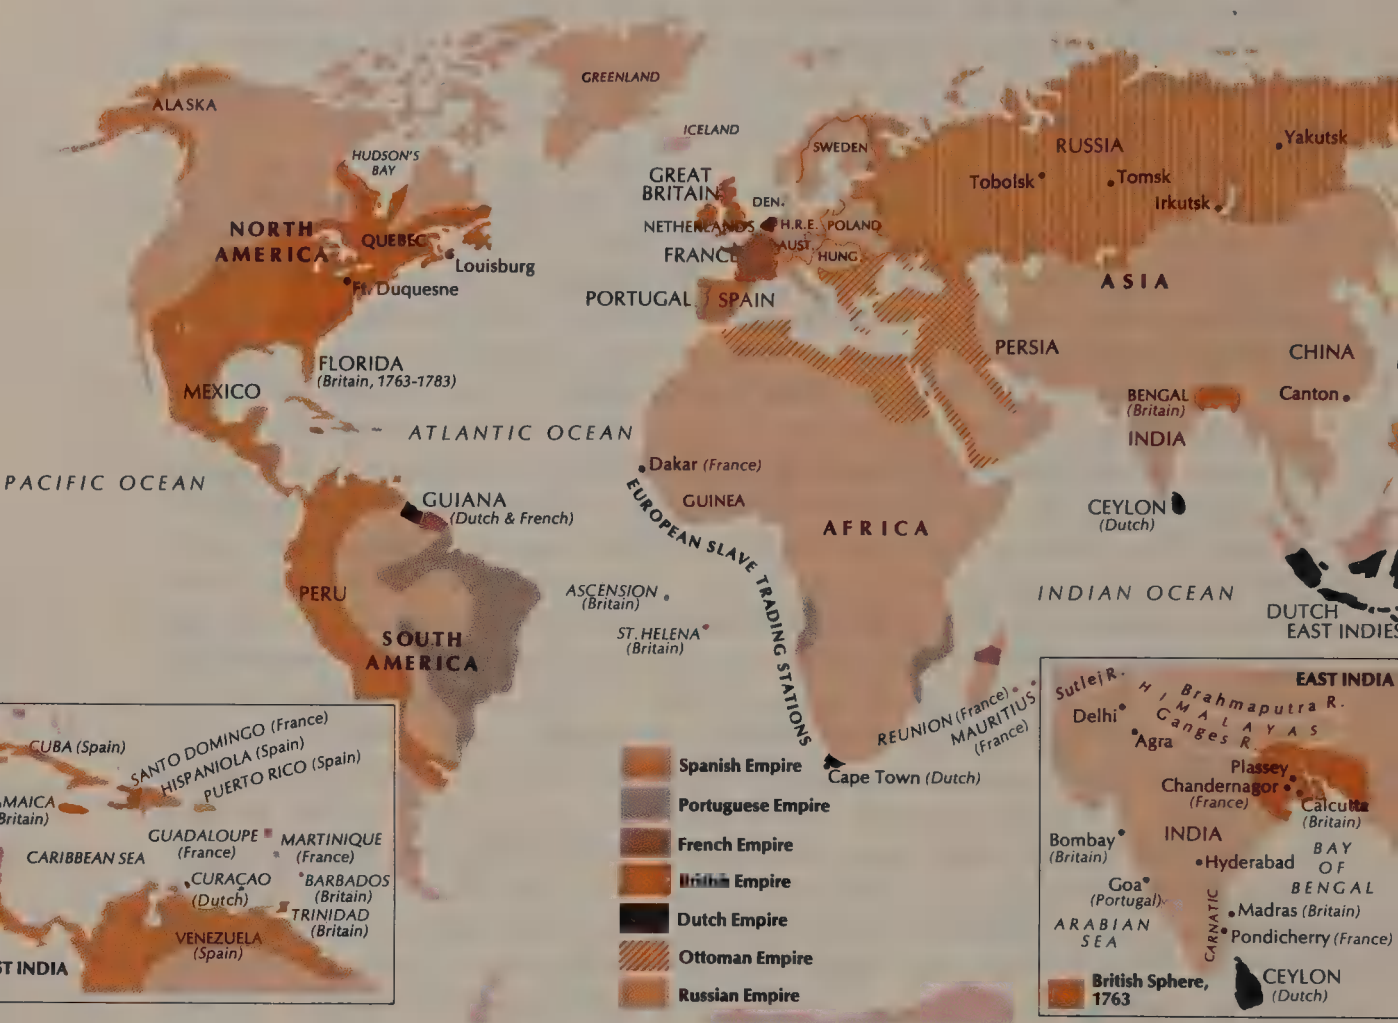 GREENLAND
ALASKA
ICELAND
HUDSON'S
BAY
SWEDEN
RUSSIA
Yakutsk
Tobolsk
Tomsk
Irkutsk
GREAT
BRITAIN
DEN.
NETHERLANDS
H.R.E.
POLAND
AUST.
HUNG
FRANCE
NORTH
AMERICA
QUEBEC
Louisburg
Ft. Duquesne
PORTUGAL
SPAIN
ASIA
PERSIA
CHINA
FLORIDA
(Britain, 1763-1783)
MEXICO
BENGAL
(Britain)
Canton
INDIA
ATLANTIC OCEAN
PACIFIC OCEAN
Dakar (France)
GUINEA
GUIANA
(Dutch & French)
EUROPEAN SLAVE TRADING STATIONS
AFRICA
CEYLON
(Dutch)
PERU
ASCENSION
(Britain)
ST. HELENA
(Britain)
INDIAN OCEAN
DUTCH
EAST INDIES
SOUTH
AMERICA
REUNION (France)
MAURITIUS
(France)
Cape Town (Dutch)
CUBA (Spain)
SANTO DOMINGO (France)
HISPANIOLA (Spain)
PUERTO RICO (Spain)
MAICA
Britain)
GUADALOUPE
(France)
MARTINIQUE
(France)
CARIBBEAN SEA
CURAÇAO
(Dutch)
BARBADOS
(Britain)
TRINIDAD
(Britain)
VENEZUELA
(Spain)
ST INDIA
Spanish Empire
Portuguese Empire
French Empire
Empire
Dutch Empire
Ottoman Empire
Russian Empire
EAST INDIA
Sutlej R.
HIMALAYAS
Brahmaputra R.
Ganges R.
Delhi
Agra
Plassey
Chandernagor
(France)
Calcutta
(Britain)
INDIA
Bombay
(Britain)
BAY
OF
BENGAL
Hyderabad
Goa
(Portugal)
CARNATIC
Madras (Britain)
ARABIAN
SEA
Pondicherry (France)
British Sphere,
1763
CEYLON
(Dutch)